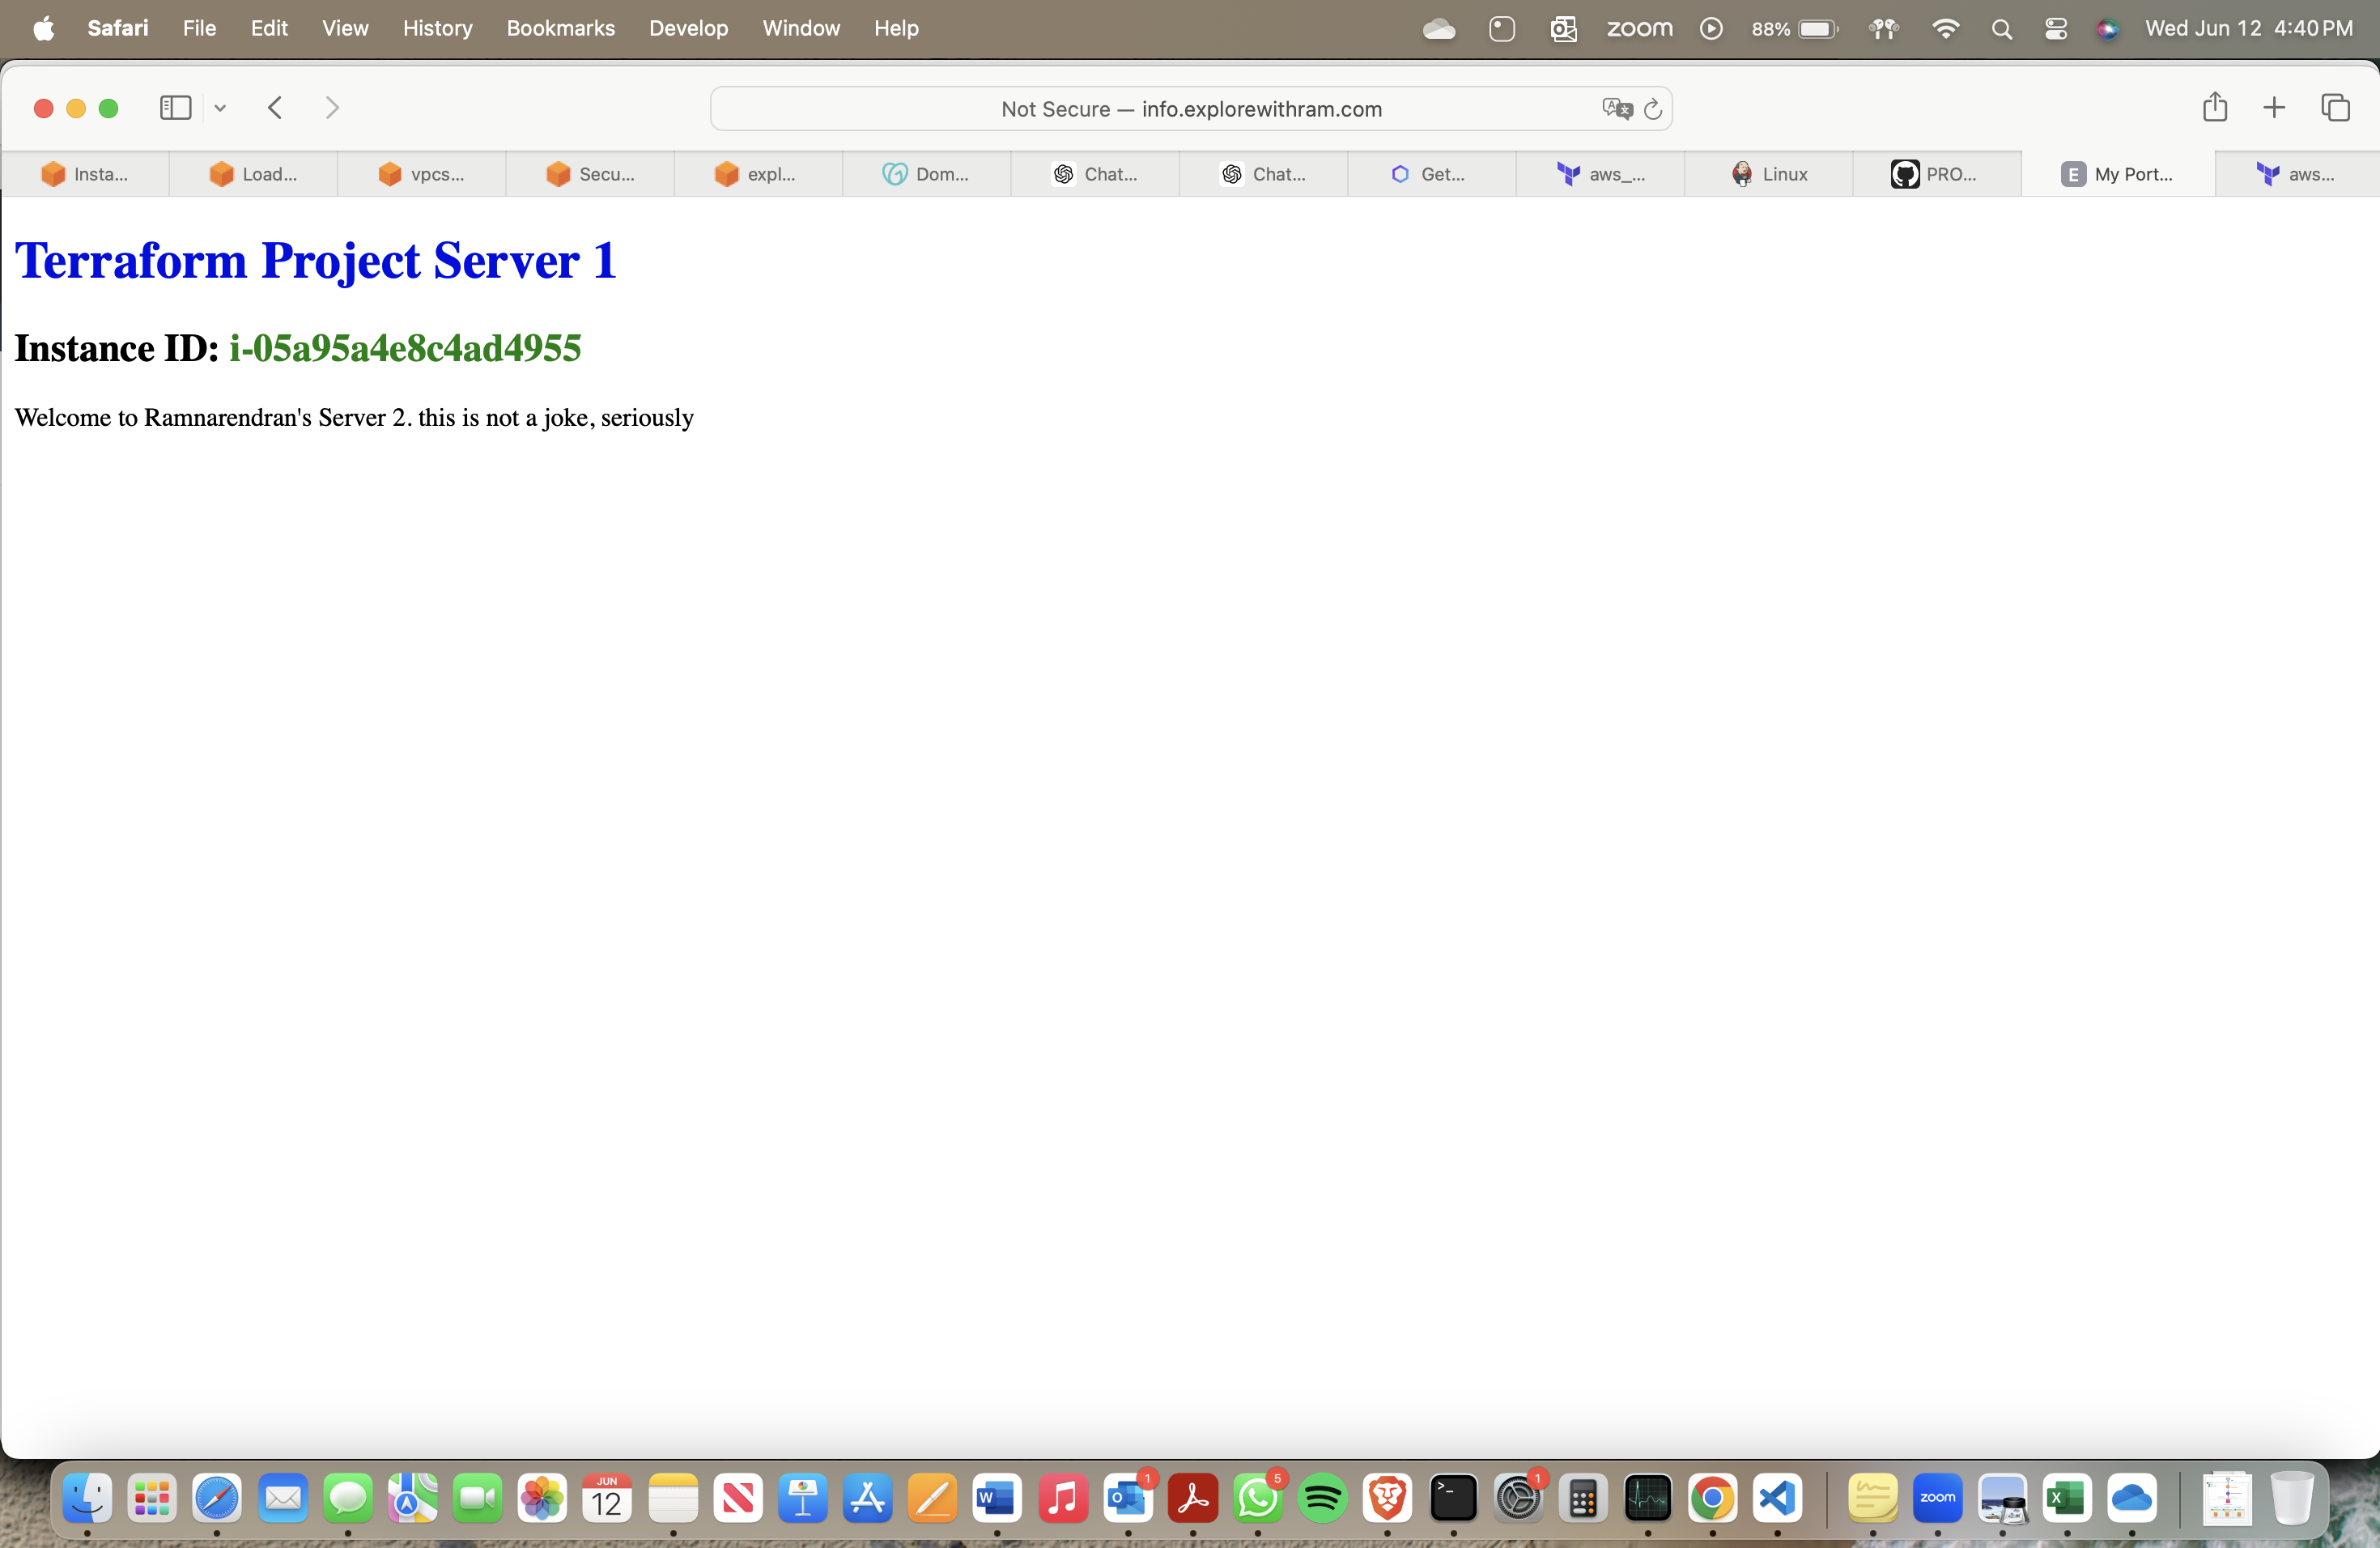 Safari File Edit View History Bookmarks Develop Window Help zoom 88% Wed Jun 12 4:40 PM
Not Secure — info.explorewithram.com
Insta... Load... vpcs... Secu... expl... Dom... Chat... Chat... Get... aws_... Linux PRO... E My Port... aws...
Terraform Project Server 1
Instance ID: i-05a95a4e8c4ad4955
Welcome to Ramnarendran's Server 2. this is not a joke, seriously
JUN
12
W
O
1
5
>_
1
zoom
X